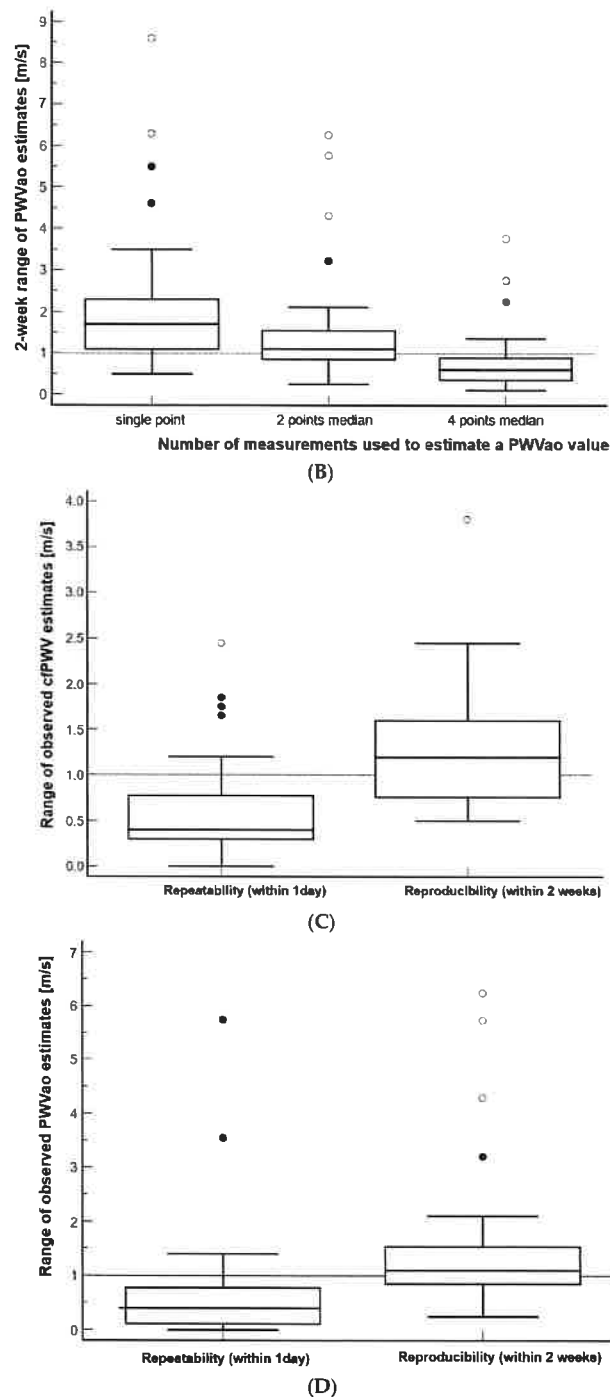 9
8
7
6
5
4
3
2
1
0
2-week range of PWVao estimates [m/s]
single point 2 points median 4 points median
Number of measurements used to estimate a PWVao value
(B)
4.0
3.5
3.0
2.5
2.0
1.5
1.0
0.5
0.0
Range of observed cfPWV estimates [m/s]
Repeatability (within 1day) Reproducibility (within 2 weeks)
(C)
7
6
5
4
3
2
1
0
Range of observed PWVao estimates [m/s]
Repeatability (within 1day) Reproducibility (within 2 weeks)
(D)